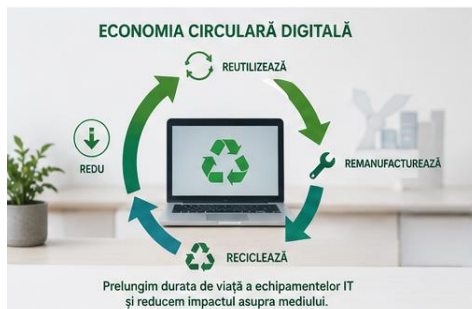 ECONOMIA CIRCULARĂ DIGITALĂ
REUTILIZEAZĂ
REDU
REMANUFACTUREAZĂ
RECICLEAZĂ
Prelungim durata de viață a echipamentelor IT
și reducem impactul asupra mediului.